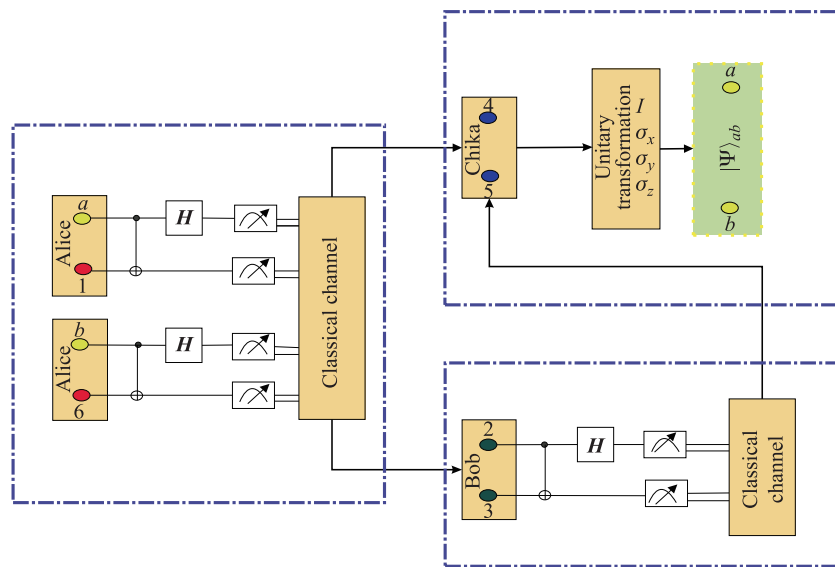 a
Alice
1
H
b
Alice
6
H
Classical channel
4
Chika
5
Unitary
transformation
I
σx
σy
σz
a
|Ψ⟩ab
b
2
Bob
3
H
Classical
channel